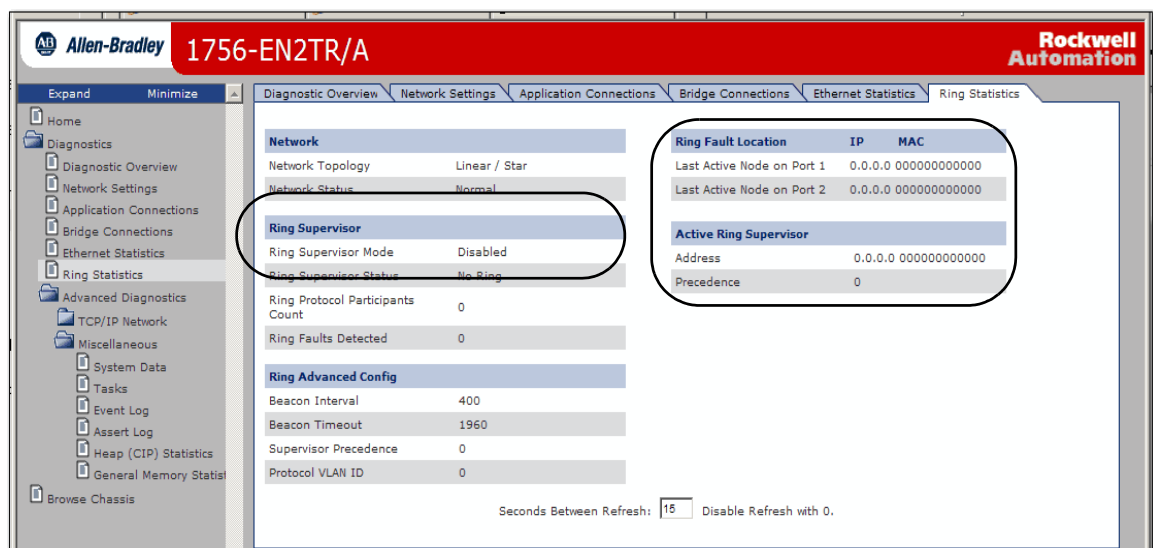 AB Allen-Bradley 1756-EN2TR/A Rockwell Automation
Expand Minimize
Home
Diagnostics
Diagnostic Overview
Network Settings
Application Connections
Bridge Connections
Ethernet Statistics
Ring Statistics
Advanced Diagnostics
TCP/IP Network
Miscellaneous
System Data
Tasks
Event Log
Assert Log
Heap (CIP) Statistics
General Memory Statist
Browse Chassis
Diagnostic Overview Network Settings Application Connections Bridge Connections Ethernet Statistics Ring Statistics
Network
Network Topology Linear / Star
Network Status Normal
Ring Supervisor
Ring Supervisor Mode Disabled
Ring Supervisor Status No Ring
Ring Protocol Participants
Count 0
Ring Faults Detected 0
Ring Advanced Config
Beacon Interval 400
Beacon Timeout 1960
Supervisor Precedence 0
Protocol VLAN ID 0
Ring Fault Location IP MAC
Last Active Node on Port 1 0.0.0.0 000000000000
Last Active Node on Port 2 0.0.0.0 000000000000
Active Ring Supervisor
Address 0.0.0.0 000000000000
Precedence 0
Seconds Between Refresh: 15 Disable Refresh with 0.